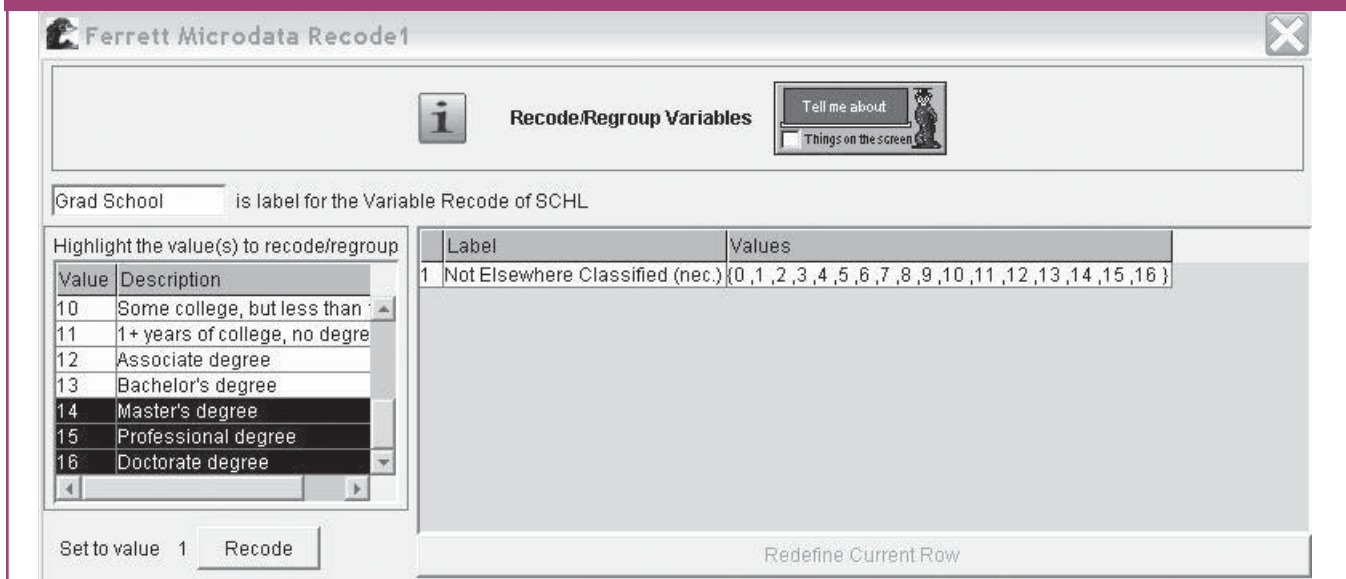 Ferrett Microdata Recode1
i
Recode/Regroup Variables
Tell me about
Things on the screen
Grad School is label for the Variable Recode of SCHL
Highlight the value(s) to recode/regroup
Value Description
10 Some college, but less than
11 1+ years of college, no degre
12 Associate degree
13 Bachelor's degree
14 Master's degree
15 Professional degree
16 Doctorate degree
Set to value 1 Recode
Label Values
1 Not Elsewhere Classified (nec.) {0 ,1 ,2 ,3 ,4 ,5 ,6 ,7 ,8 ,9 ,10 ,11 ,12 ,13 ,14 ,15 ,16 }
Redefine Current Row